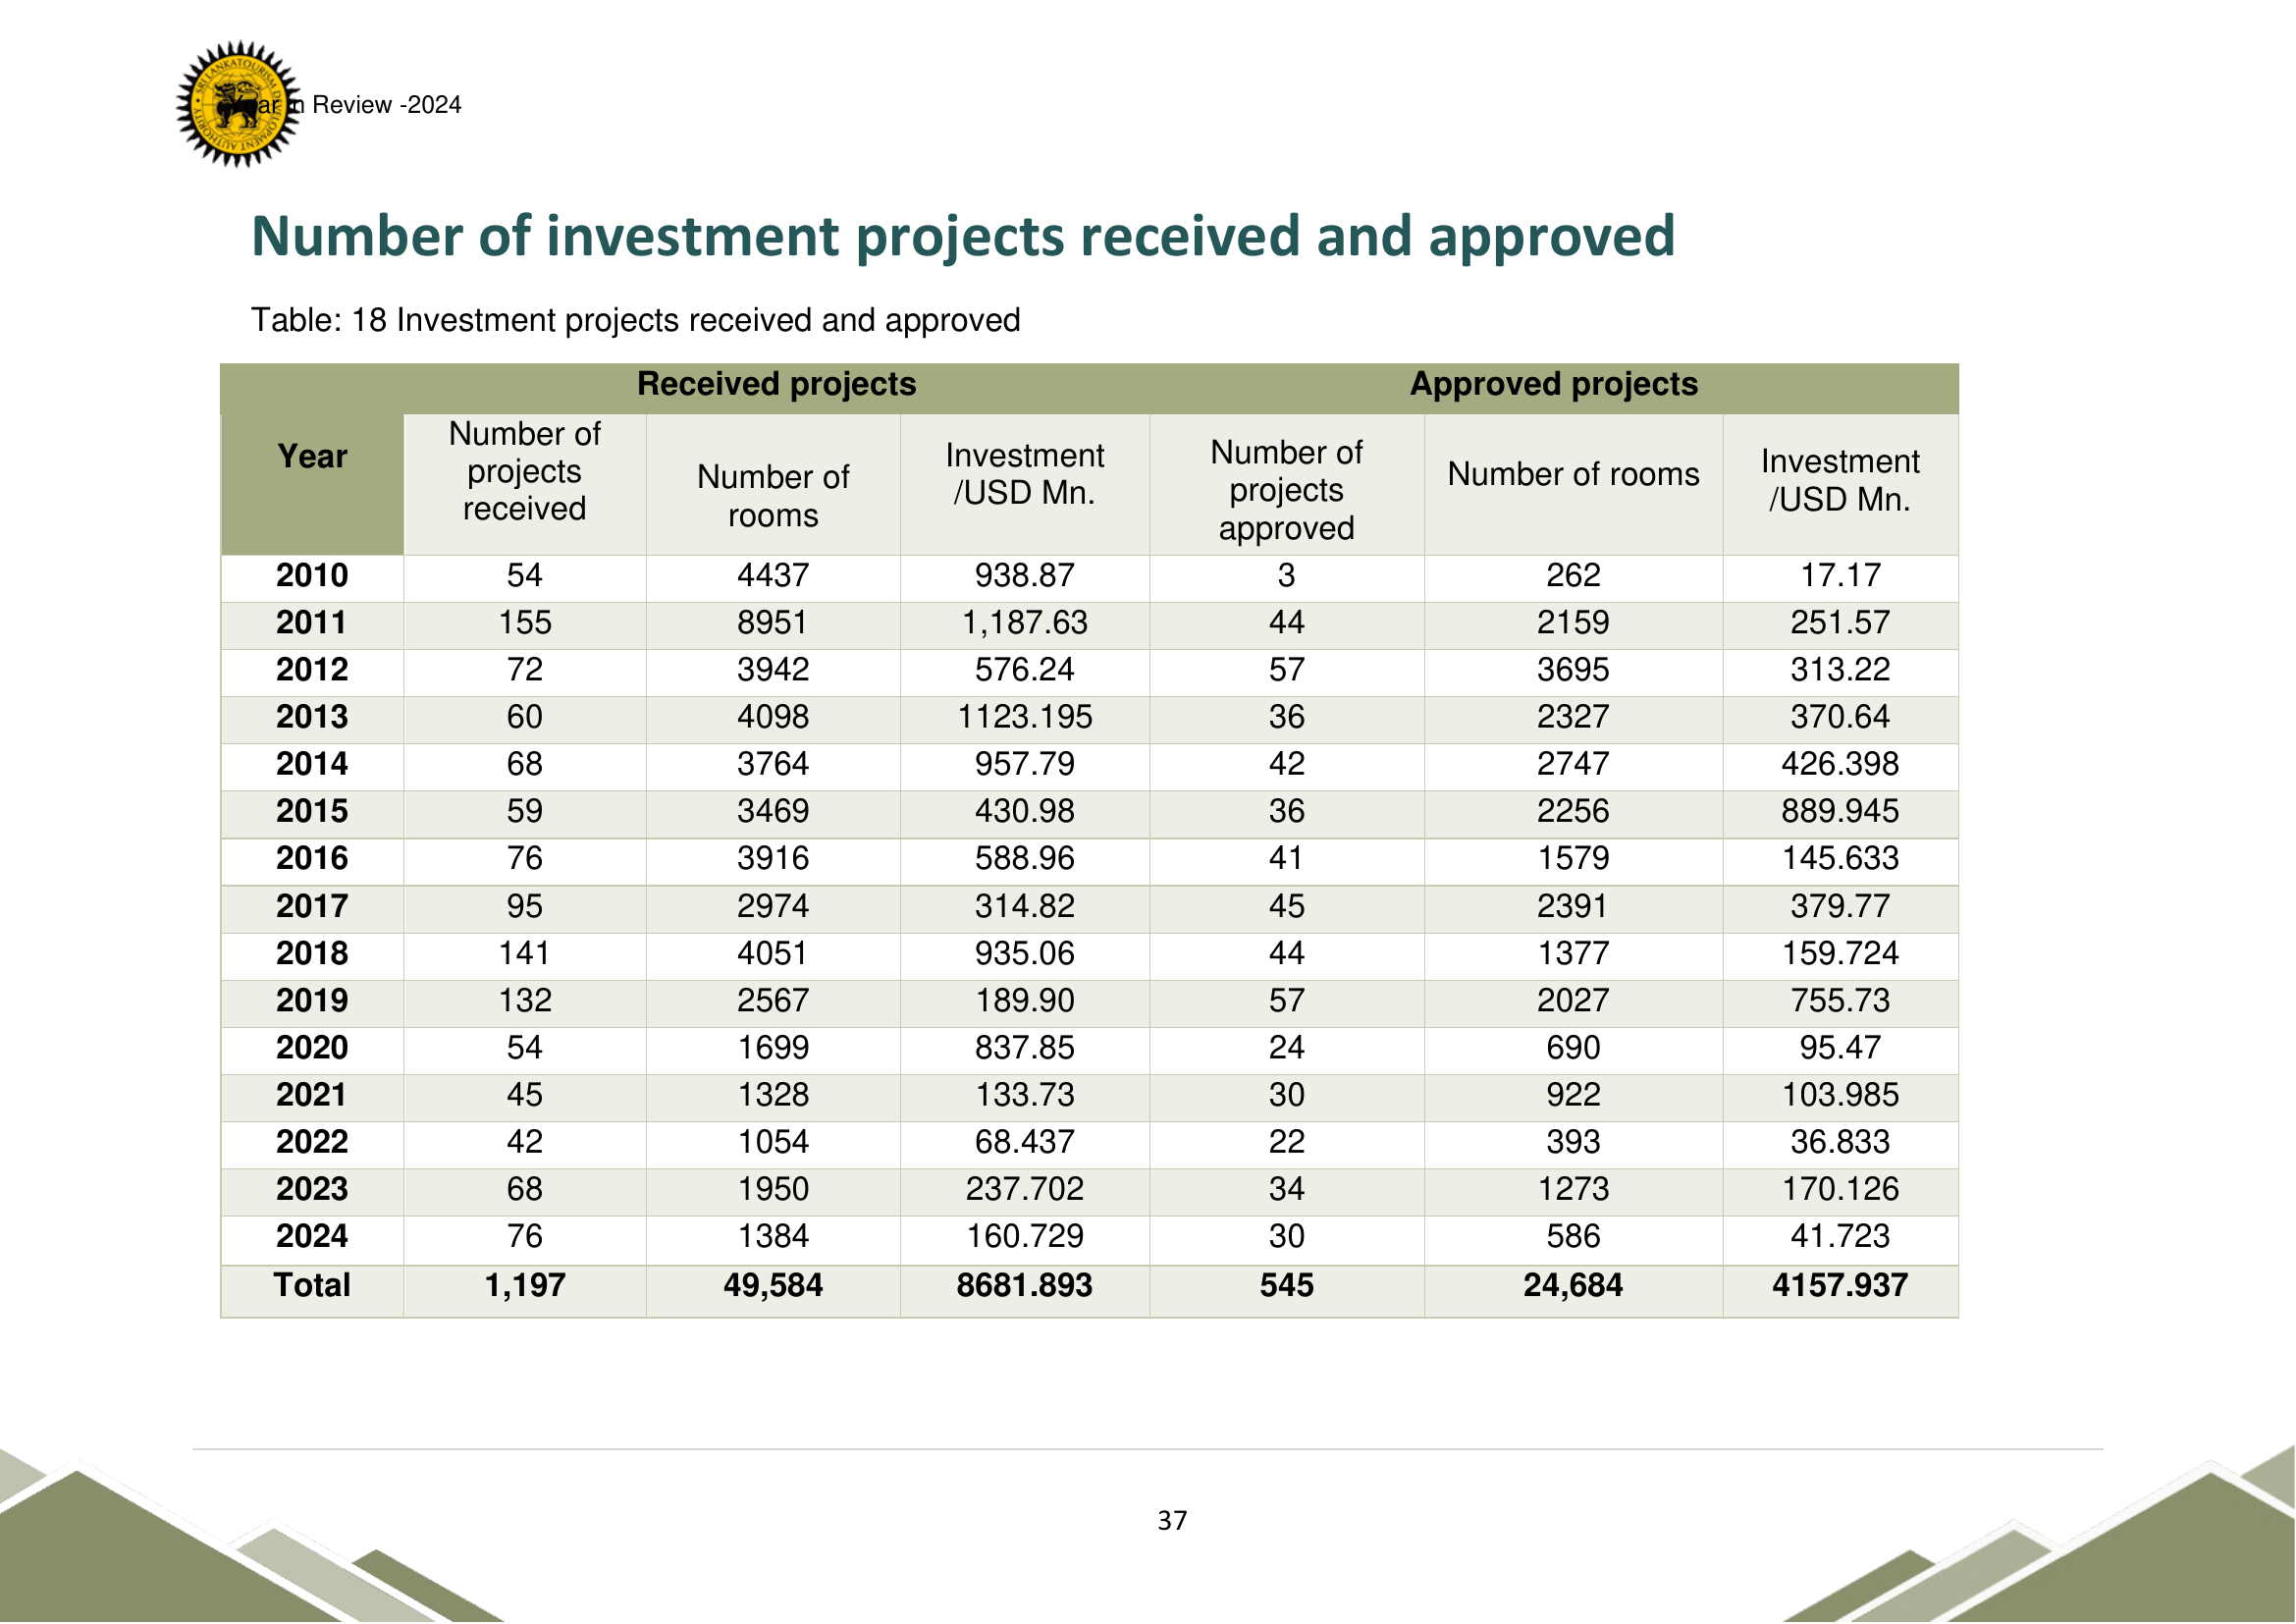 SRI LANKA TOURISM DEVELOPMENT AUTHORITY
Year in Review -2024
Number of investment projects received and approved
Table: 18 Investment projects received and approved
Received projects Approved projects
Year Number of projects received Number of rooms Investment /USD Mn. Number of projects approved Number of rooms Investment /USD Mn.
2010 54 4437 938.87 3 262 17.17
2011 155 8951 1,187.63 44 2159 251.57
2012 72 3942 576.24 57 3695 313.22
2013 60 4098 1123.195 36 2327 370.64
2014 68 3764 957.79 42 2747 426.398
2015 59 3469 430.98 36 2256 889.945
2016 76 3916 588.96 41 1579 145.633
2017 95 2974 314.82 45 2391 379.77
2018 141 4051 935.06 44 1377 159.724
2019 132 2567 189.90 57 2027 755.73
2020 54 1699 837.85 24 690 95.47
2021 45 1328 133.73 30 922 103.985
2022 42 1054 68.437 22 393 36.833
2023 68 1950 237.702 34 1273 170.126
2024 76 1384 160.729 30 586 41.723
Total 1,197 49,584 8681.893 545 24,684 4157.937
37